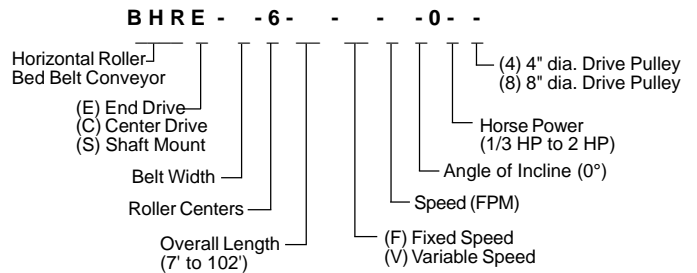 BHRE- -6- - - -0- -
Horizontal Roller
Bed Belt Conveyor
(E) End Drive
(C) Center Drive
(S) Shaft Mount
Belt Width
Roller Centers
Overall Length
(7' to 102')
(4) 4" dia. Drive Pulley
(8) 8" dia. Drive Pulley
Horse Power
(1/3 HP to 2 HP)
Angle of Incline (0°)
Speed (FPM)
(F) Fixed Speed
(V) Variable Speed